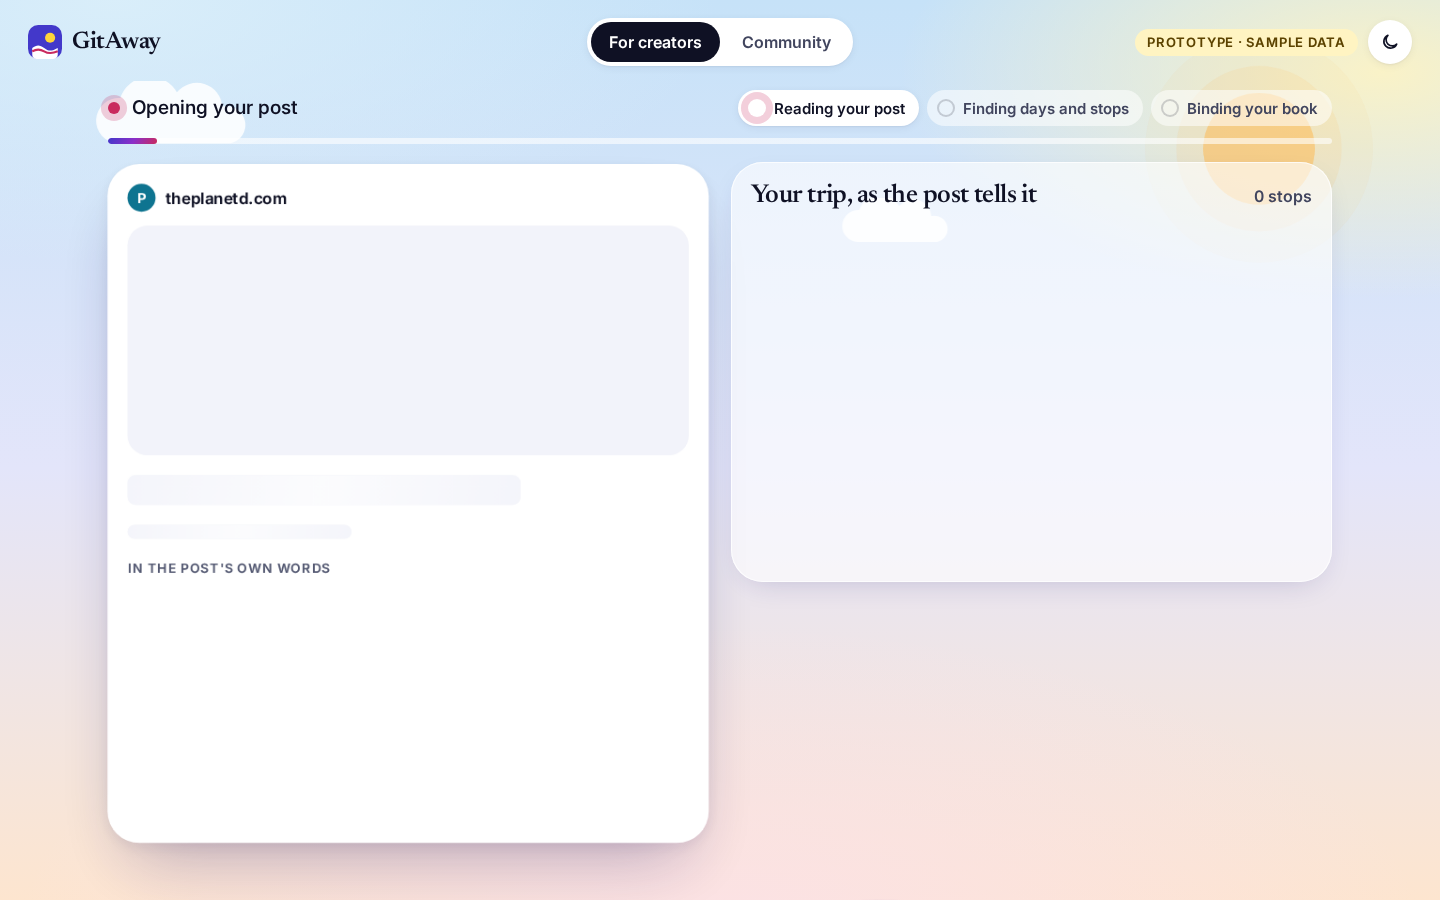 GitAway
For creators
Community
PROTOTYPE · SAMPLE DATA
Opening your post
Reading your post
Finding days and stops
Binding your book
P
theplanetd.com
IN THE POST'S OWN WORDS
Your trip, as the post tells it
0 stops